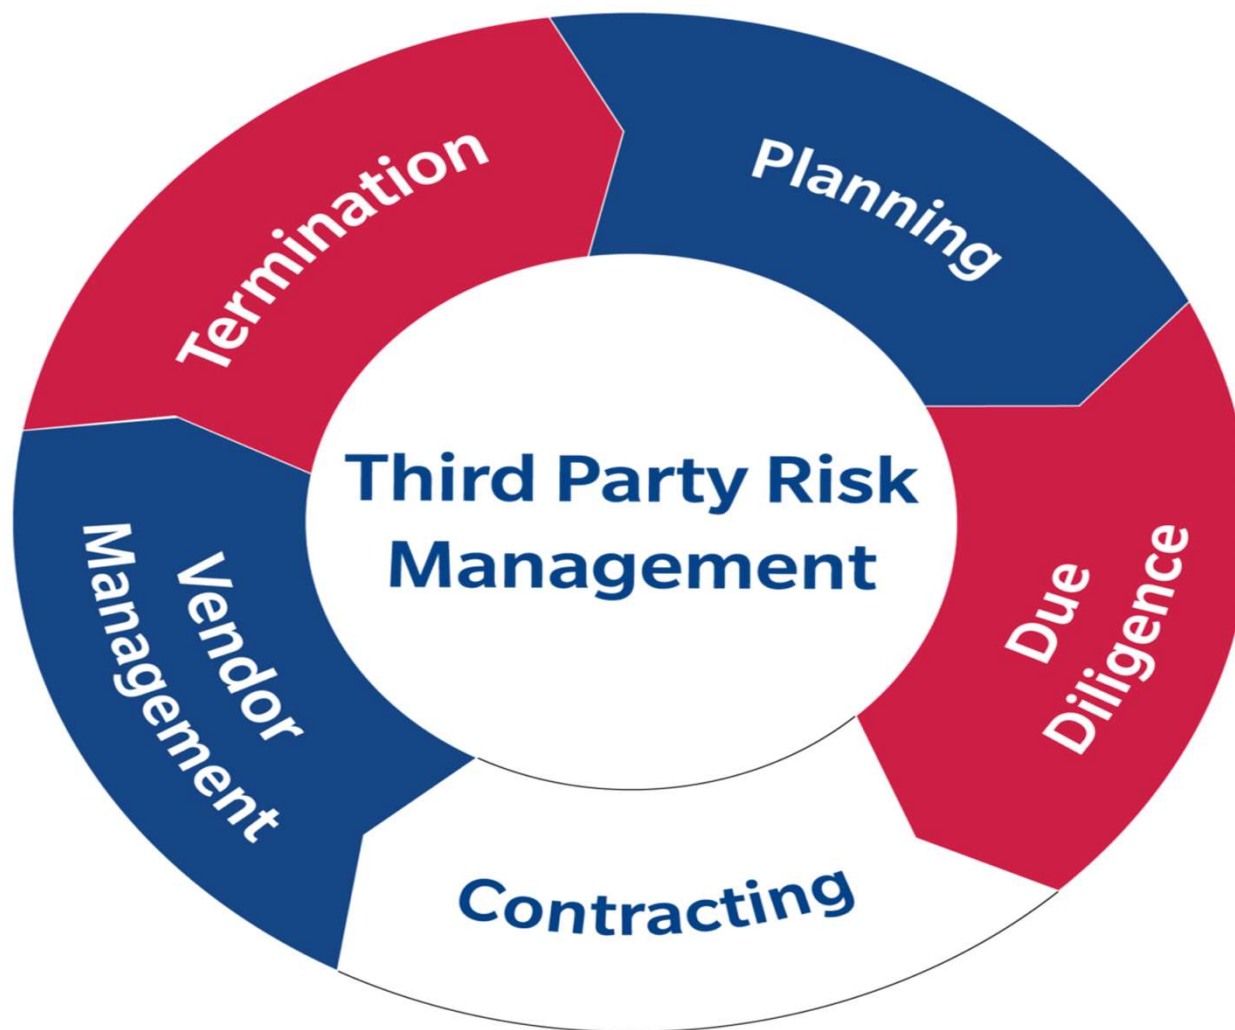 Planning
Due
Diligence
Contracting
Vendor
Management
Termination
Third Party Risk
Management